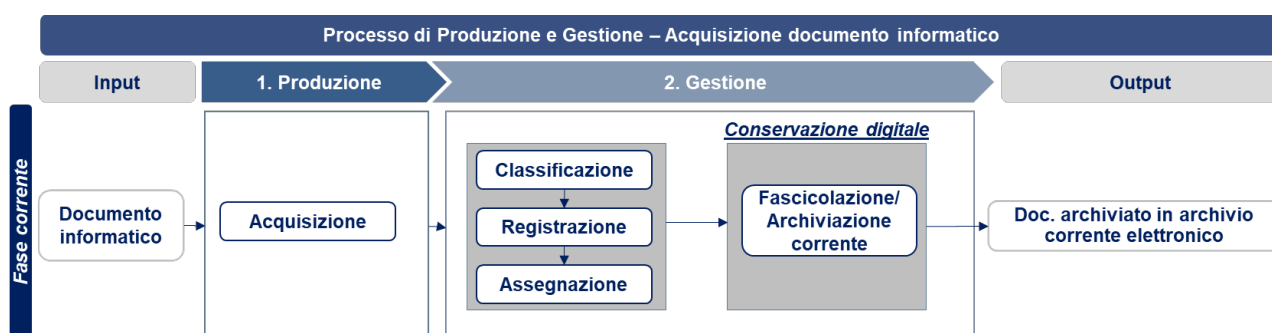 Processo di Produzione e Gestione – Acquisizione documento informatico
Input
1. Produzione
2. Gestione
Output
Fase corrente
Documento
informatico
Acquisizione
Classificazione
Registrazione
Assegnazione
Conservazione digitale
Fascicolazione/
Archiviazione
corrente
Doc. archiviato in archivio
corrente elettronico